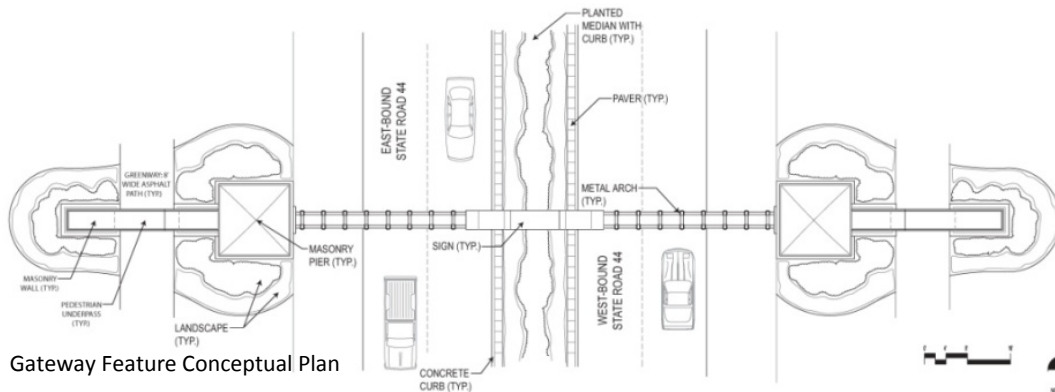 PLANTED
MEDIAN WITH
CURB (TYP.)
EAST-BOUND
STATE ROAD 44
PAVER (TYP.)
GREENWAY: 8'
WIDE ASPHALT
PATH (TYP.)
METAL ARCH
(TYP.)
MASONRY
PIER (TYP.)
SIGN (TYP.)
WEST-BOUND
STATE ROAD 44
MASONRY
WALL (TYP.)
PEDESTRIAN
UNDERPASS
(TYP.)
LANDSCAPE
(TYP.)
Gateway Feature Conceptual Plan
CONCRETE
CURB (TYP.)